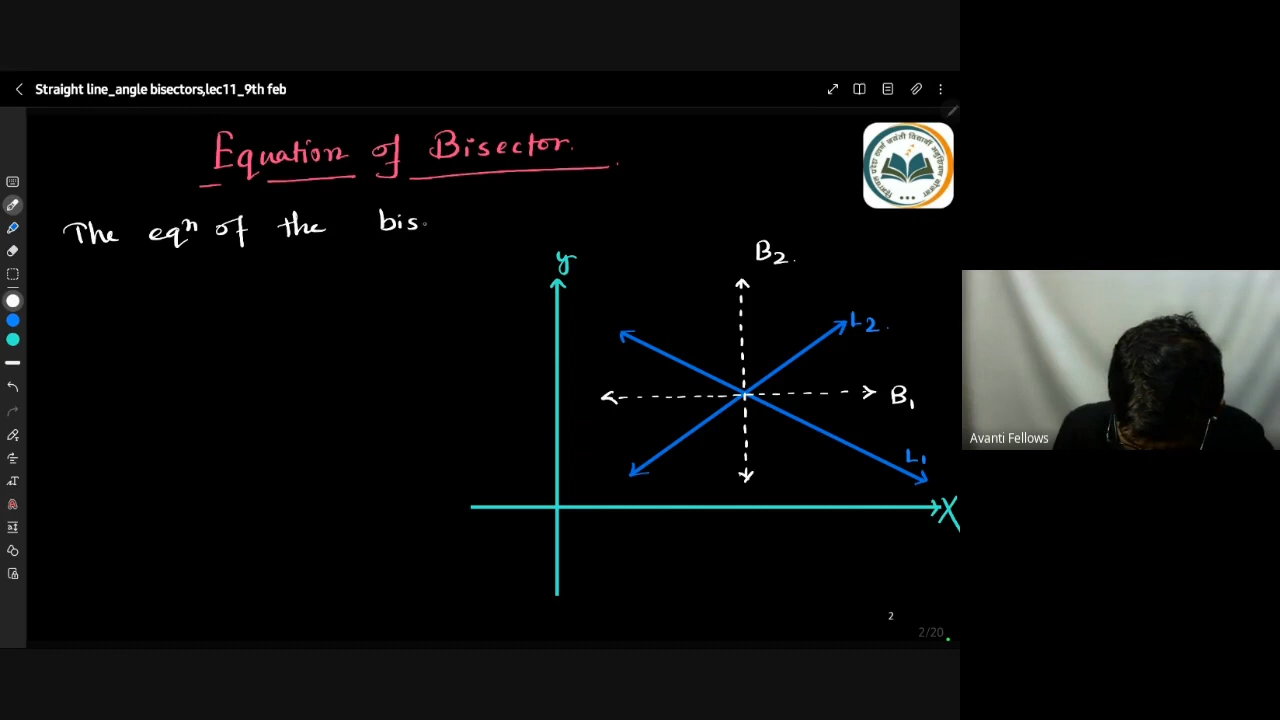 Straight line_angle bisectors,lec11_9th feb
Equation of Bisector.
The eqⁿ of the bis
y
B2.
L2.
B1
L1
X
Avanti Fellows
2
2/20